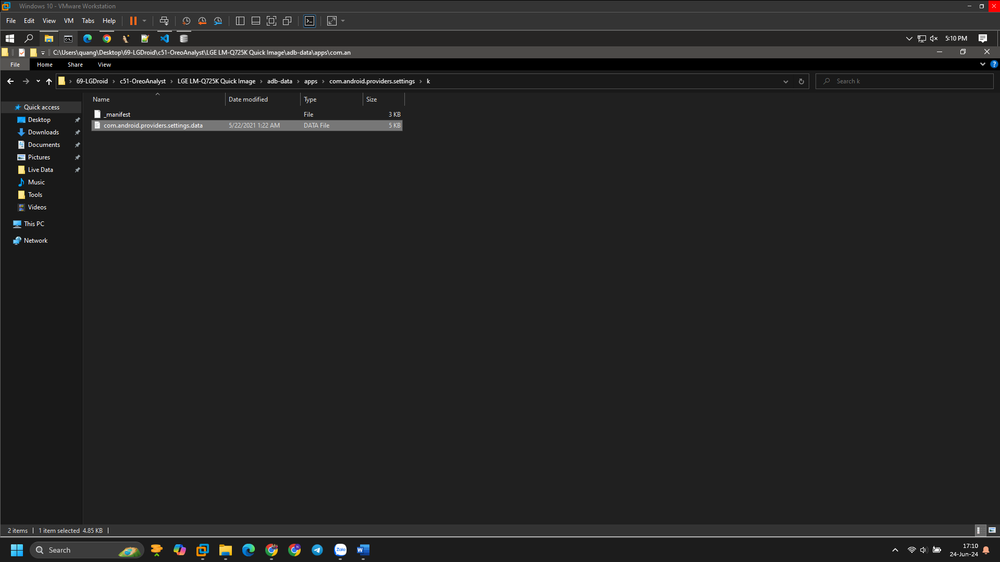 Windows 10 - VMware Workstation
File Edit View VM Tabs Help
5:10 PM
C:\Users\quang\Desktop\69-LGDroid\c51-OreoAnalyst\LGE LM-Q725K Quick Image\adb-data\apps\com.an
File Home Share View
69-LGDroid c51-OreoAnalyst LGE LM-Q725K Quick Image adb-data apps com.android.providers.settings k
Search k
Name Date modified Type Size
_manifest File 3 KB
com.android.providers.settings.data 5/22/2021 1:22 AM DATA File 5 KB
Quick access
Desktop
Downloads
Documents
Pictures
Live Data
Music
Tools
Videos
This PC
Network
2 items 1 item selected 4.85 KB
Search
Zalo
17:10
24-Jun-24